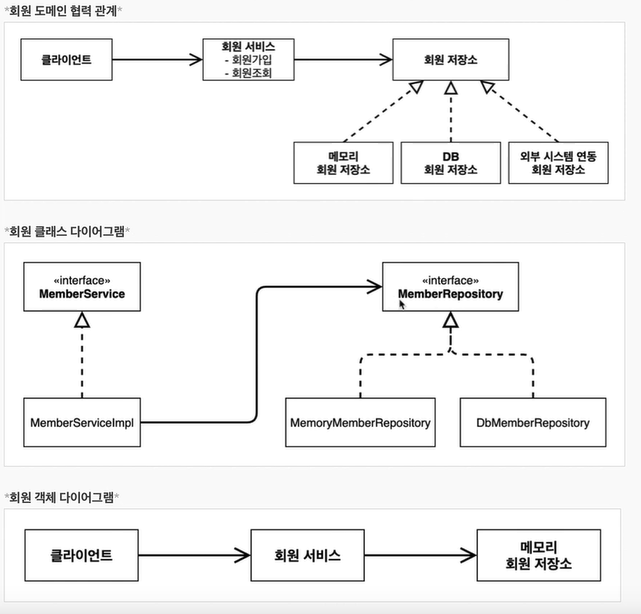 *회원 도메인 협력 관계*
클라이언트
회원 서비스
- 회원가입
- 회원조회
회원 저장소
메모리
회원 저장소
DB
회원 저장소
외부 시스템 연동
회원 저장소
*회원 클래스 다이어그램*
«interface»
MemberService
«interface»
MemberRepository
MemberServiceImpl
MemoryMemberRepository
DbMemberRepository
*회원 객체 다이어그램*
클라이언트
회원 서비스
메모리
회원 저장소